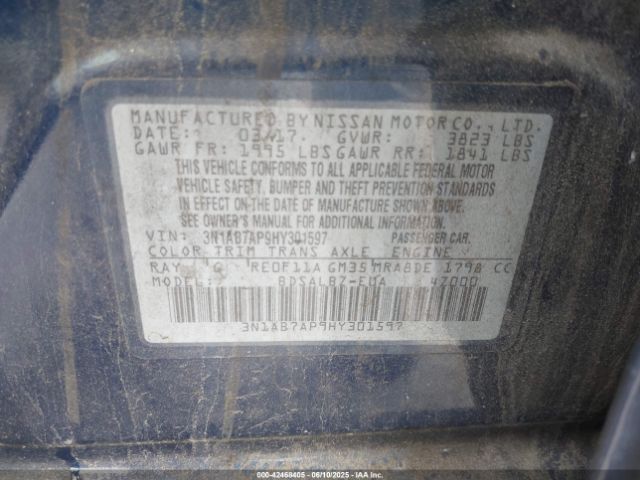 MANUFACTURED BY NISSAN MOTOR CO., LTD.
DATE: 03/17 GVWR: 3823 LBS
GAWR FR: 1995 LBS GAWR RR: 1841 LBS
THIS VEHICLE CONFORMS TO ALL APPLICABLE FEDERAL MOTOR
VEHICLE SAFETY, BUMPER AND THEFT PREVENTION STANDARDS
IN EFFECT ON THE DATE OF MANUFACTURE SHOWN ABOVE.
SEE OWNER'S MANUAL FOR ADDITIONAL INFORMATION.
VIN: 3N1AB7AP9HY301597 PASSENGER CAR.
COLOR TRIM TRANS AXLE ENGINE
RAY G RE0F11A GM35 MRA8DE 1798 CC
MODEL: BDSALBZ-EUA 4Z000
3N1AB7AP9HY301597
000-42468405 - 06/10/2025 - IAAI.COM